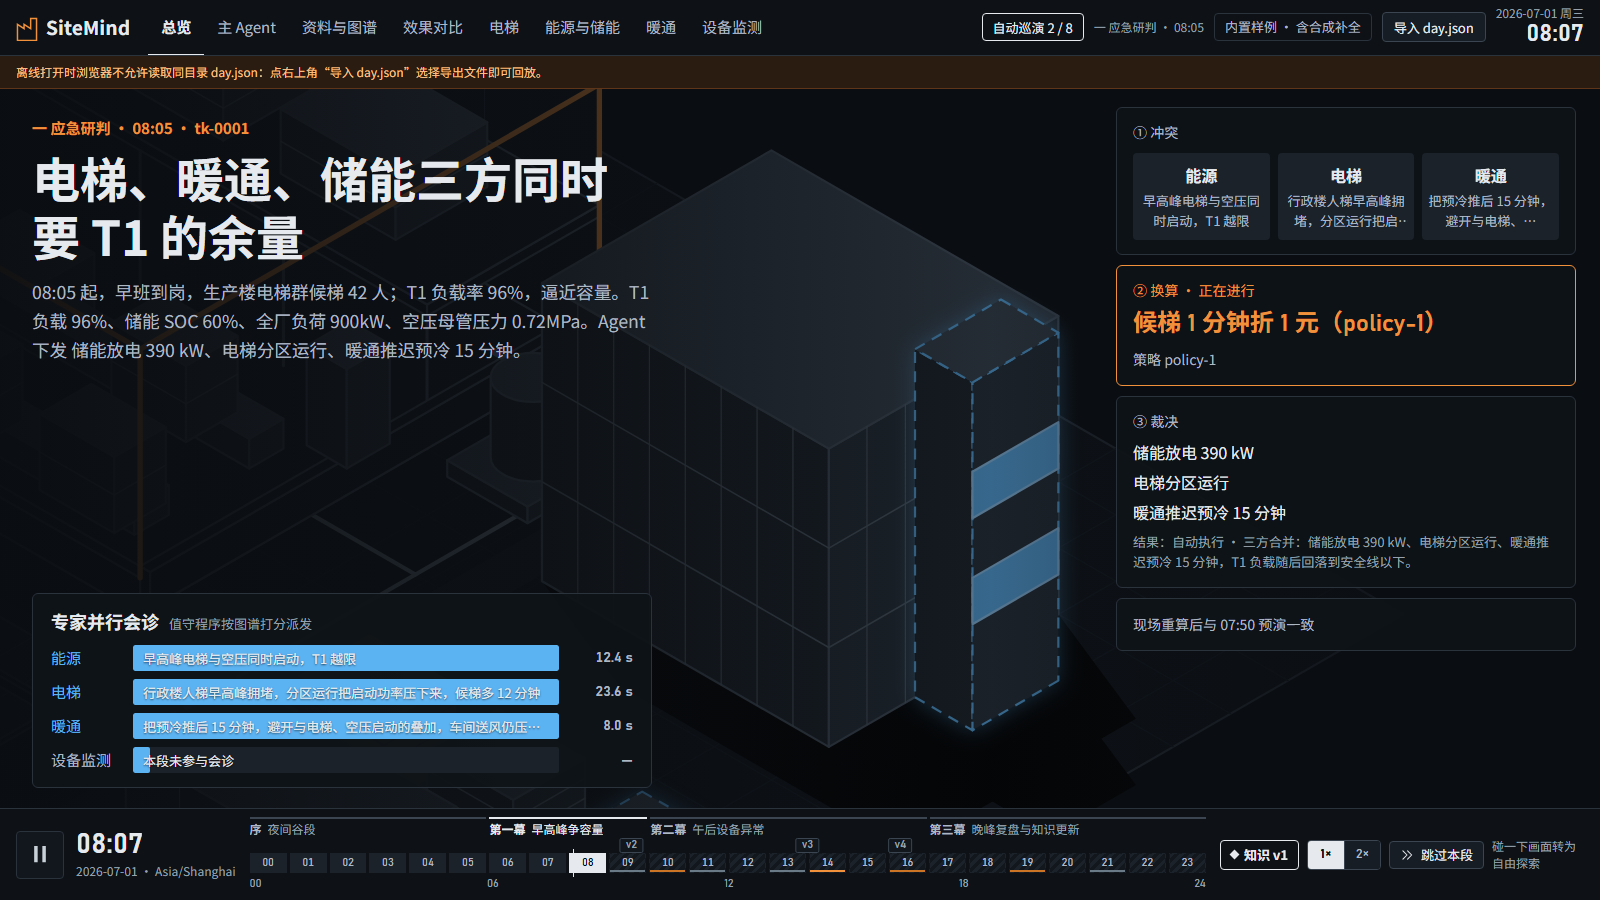 SiteMind 总览 主 Agent 资料与图谱 效果对比 电梯 能源与储能 暖通 设备监测
自动巡演 2 / 8 一 应急研判 · 08:05 内置样例 · 含合成补全 导入 day.json
2026-07-01 周三
08:07
离线打开时浏览器不允许读取同目录 day.json：点右上角“导入 day.json”选择导出文件即可回放。
一 应急研判 · 08:05 · tk-0001
电梯、暖通、储能三方同时
要 T1 的余量
08:05 起，早班到岗，生产楼电梯群候梯 42 人；T1 负载率 96%，逼近容量。T1
负载 96%、储能 SOC 60%、全厂负荷 900kW、空压母管压力 0.72MPa。Agent
下发 储能放电 390 kW、电梯分区运行、暖通推迟预冷 15 分钟。
① 冲突
能源
早高峰电梯与空压同
时启动，T1 越限
电梯
行政楼人梯早高峰拥
堵，分区运行把启…
暖通
把预冷推后 15 分钟，
避开与电梯、…
② 换算 · 正在进行
候梯 1 分钟折 1 元（policy-1）
策略 policy-1
③ 裁决
储能放电 390 kW
电梯分区运行
暖通推迟预冷 15 分钟
结果：自动执行 · 三方合并：储能放电 390 kW、电梯分区运行、暖通推
迟预冷 15 分钟，T1 负载随后回落到安全线以下。
现场重算后与 07:50 预演一致
专家并行会诊 值守程序按图谱打分派发
能源 早高峰电梯与空压同时启动，T1 越限 12.4 s
电梯 行政楼人梯早高峰拥堵，分区运行把启动功率压下来，候梯多 12 分钟 23.6 s
暖通 把预冷推后 15 分钟，避开与电梯、空压启动的叠加，车间送风仍压… 8.0 s
设备监测 本段未参与会诊 —
08:07
2026-07-01 · Asia/Shanghai
序 夜间谷段 第一幕 早高峰争容量 第二幕 午后设备异常 第三幕 晚峰复盘与知识更新
v2 v3 v4
00 01 02 03 04 05 06 07 08 09 10 11 12 13 14 15 16 17 18 19 20 21 22 23
00 06 12 18 24
◆ 知识 v1 1× 2× 跳过本段
碰一下画面转为
自由探索